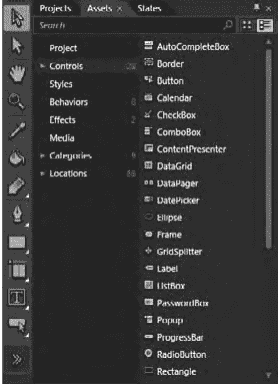 Projects
Assets ×
States
Search
Project
Controls
Styles
Behaviors
Effects 2
Media
Categories
Locations
AutoCompleteBox
Border
Button
Calendar
CheckBox
ComboBox
ContentPresenter
DataGrid
DataPager
DatePicker
Ellipse
Frame
GridSplitter
Label
ListBox
PasswordBox
Popup
ProgressBar
RadioButton
Rectangle